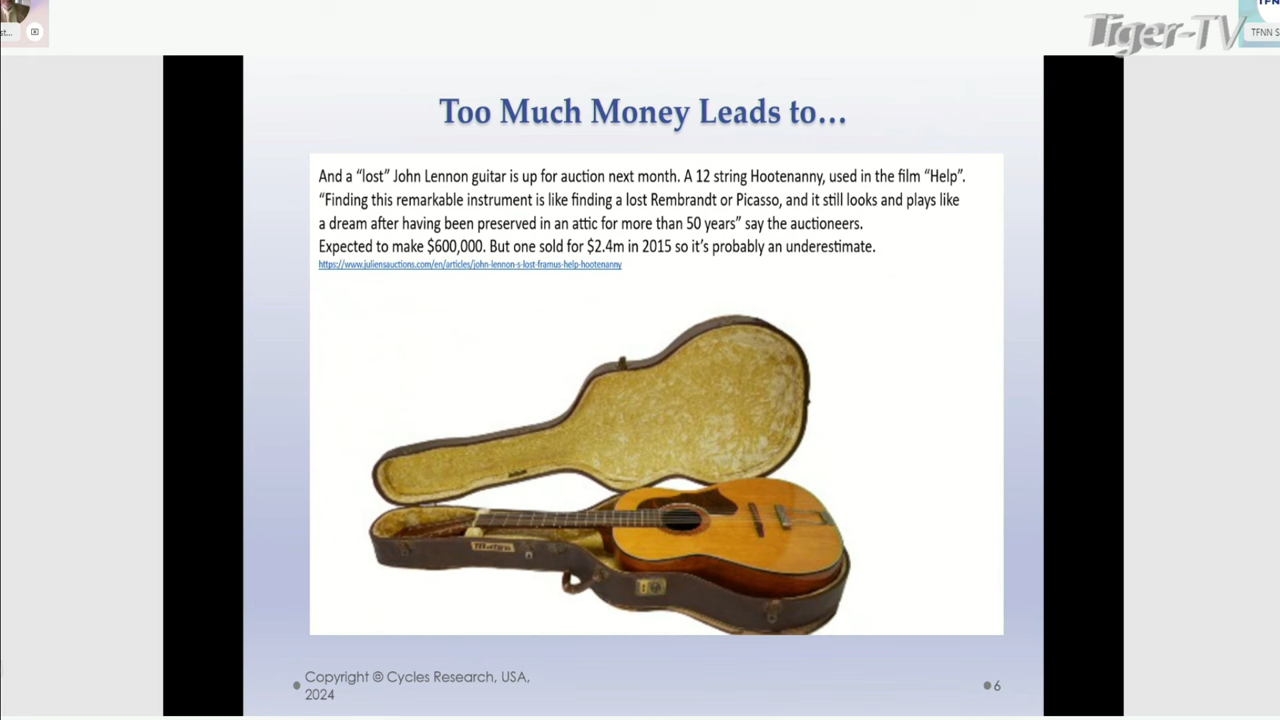 st...
Tiger-TV
TFNN
TFNN S
Too Much Money Leads to...
And a “lost” John Lennon guitar is up for auction next month. A 12 string Hootenanny, used in the film “Help”.
“Finding this remarkable instrument is like finding a lost Rembrandt or Picasso, and it still looks and plays like
a dream after having been preserved in an attic for more than 50 years” say the auctioneers.
Expected to make $600,000. But one sold for $2.4m in 2015 so it’s probably an underestimate.
https://www.juliensauctions.com/en/articles/john-lennon-s-lost-framus-help-hootenanny
Copyright © Cycles Research, USA,
2024
6